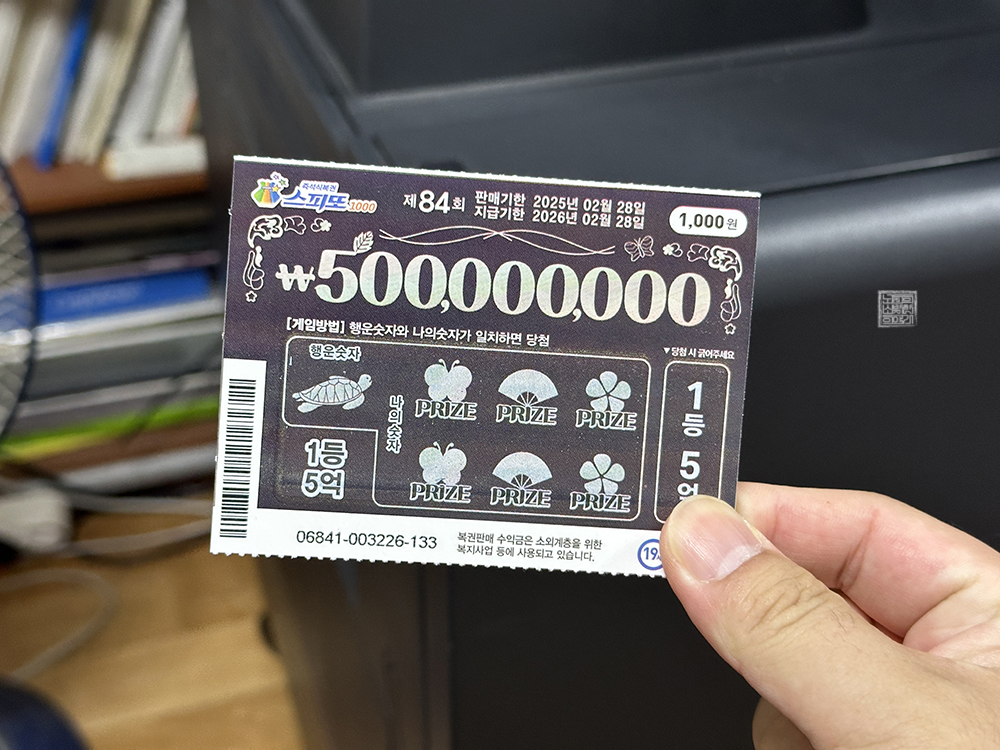 즉석식복권
스피또1000
제84회
판매기한 2025년 02월 28일
지급기한 2026년 02월 28일
1,000원
₩500,000,000
[게임방법] 행운숫자와 나의숫자가 일치하면 당첨
▼당첨 시 긁어주세요
행운숫자
나의숫자
PRIZE PRIZE PRIZE
PRIZE PRIZE PRIZE
1등
5억
1등 5
06841-003226-133
복권판매 수익금은 소외계층을 위한
복지사업 등에 사용되고 있습니다.
19